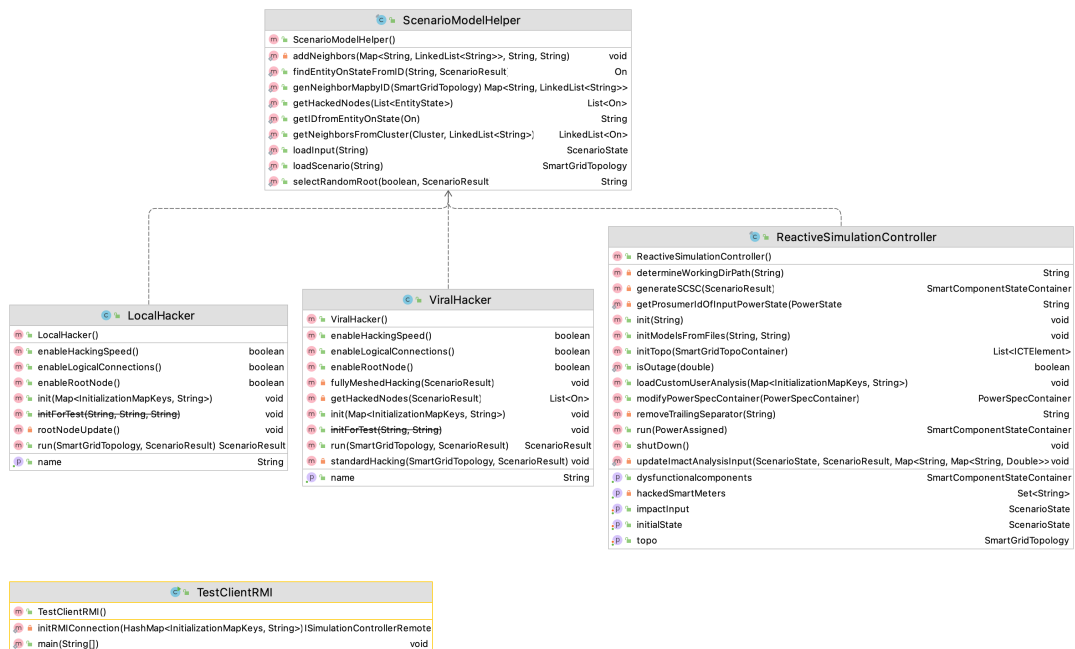 ScenarioModelHelper
ScenarioModelHelper()
addNeighbors(Map<String, LinkedList<String>>, String, String) void
findEntityOnStateFromID(String, ScenarioResult) On
genNeighborMapbyID(SmartGridTopology) Map<String, LinkedList<String>>
getHackedNodes(List<EntityState>) List<On>
getIDfromEntityOnState(On) String
getNeighborsFromCluster(Cluster, LinkedList<String>) LinkedList<On>
loadInput(String) ScenarioState
loadScenario(String) SmartGridTopology
selectRandomRoot(boolean, ScenarioResult String
LocalHacker
LocalHacker()
enableHackingSpeed() boolean
enableLogicalConnections() boolean
enableRootNode() boolean
init(Map<InitializationMapKeys, String>) void
initForTest(String, String, String) void
rootNodeUpdate() void
run(SmartGridTopology, ScenarioResult) ScenarioResult
name String
ViralHacker
ViralHacker()
enableHackingSpeed() boolean
enableLogicalConnections() boolean
enableRootNode() boolean
fullyMeshedHacking(ScenarioResult) void
getHackedNodes(ScenarioResult) List<On>
init(Map<InitializationMapKeys, String>) void
initForTest(String, String) void
run(SmartGridTopology, ScenarioResult) ScenarioResult
standardHacking(SmartGridTopology, ScenarioResult) void
name String
ReactiveSimulationController
ReactiveSimulationController()
determineWorkingDirPath(String) String
generateSCSC(ScenarioResult) SmartComponentStateContainer
getProsumerIdOfInputPowerState(PowerState String
init(String) void
initModelsFromFiles(String, String) void
initTopo(SmartGridTopoContainer) List<ICTElement>
isOutage(double) boolean
loadCustomUserAnalysis(Map<InitializationMapKeys, String>) void
modifyPowerSpecContainer(PowerSpecContainer) PowerSpecContainer
removeTrailingSeparator(String) String
run(PowerAssigned) SmartComponentStateContainer
shutDown() void
updateImactAnalysisInput(ScenarioState, ScenarioResult, Map<String, Map<String, Double>> void
dysfunctionalcomponents SmartComponentStateContainer
hackedSmartMeters Set<String>
impactInput ScenarioState
initialState ScenarioState
topo SmartGridTopology
TestClientRMI
TestClientRMI()
initRMIConnection(HashMap<InitializationMapKeys, String>) ISimulationControllerRemote
main(String[]) void